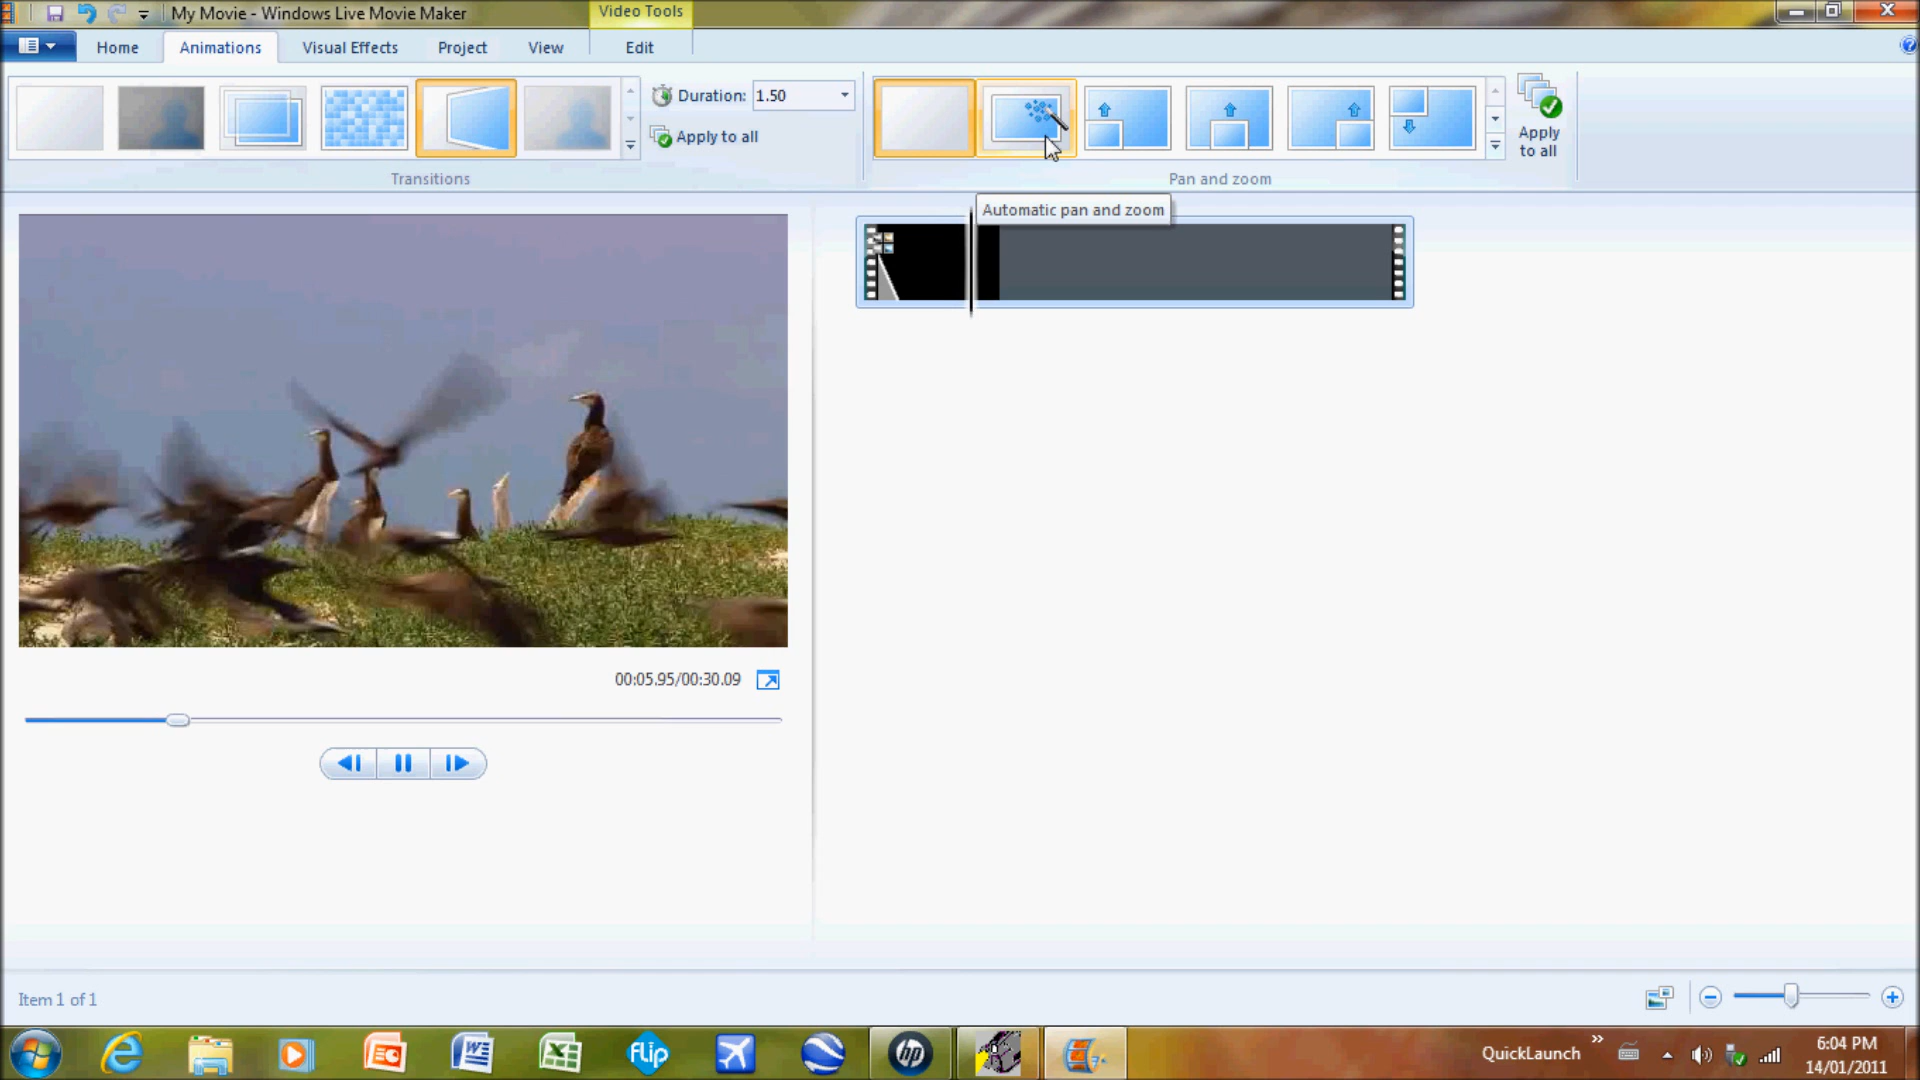 My Movie - Windows Live Movie Maker
Video Tools
Home
Animations
Visual Effects
Project
View
Edit
Duration: 1.50
Apply to all
Transitions
Apply
to all
Pan and zoom
Automatic pan and zoom
00:05.95/00:30.09
Item 1 of 1
FLIP
hp
QuickLaunch
6:04 PM
14/01/2011